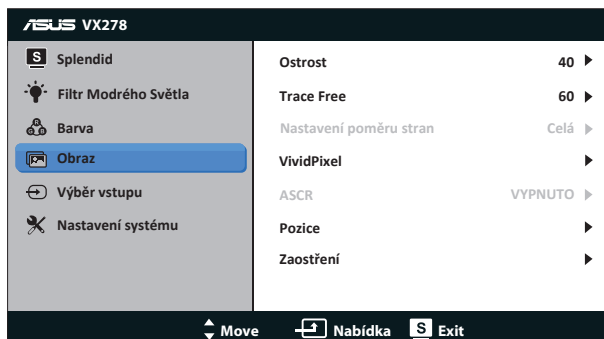 ASUS VX278
S Splendid
Filtr Modrého Světla
R G B Barva
Obraz
Výběr vstupu
Nastavení systému
Ostrost 40
Trace Free 60
Nastavení poměru stran Celá
VividPixel
ASCR VYPNUTO
Pozice
Zaostření
Move Nabídka S Exit